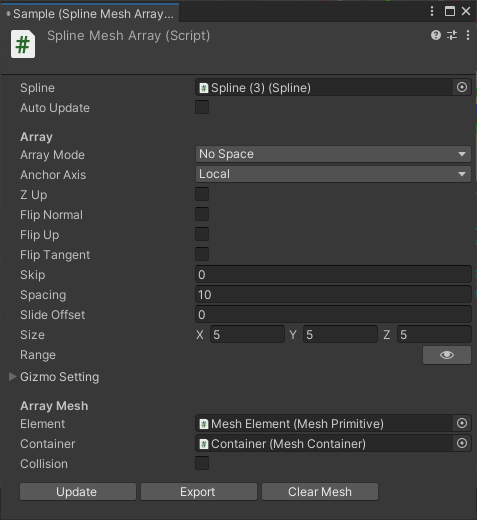 Sample (Spline Mesh Array...
Spline Mesh Array (Script)
Spline Spline (3) (Spline)
Auto Update
Array
Array Mode No Space
Anchor Axis Local
Z Up
Flip Normal
Flip Up
Flip Tangent
Skip 0
Spacing 10
Slide Offset 0
Size X 5 Y 5 Z 5
Range
Gizmo Setting
Array Mesh
Element Mesh Element (Mesh Primitive)
Container Container (Mesh Container)
Collision
Update Export Clear Mesh